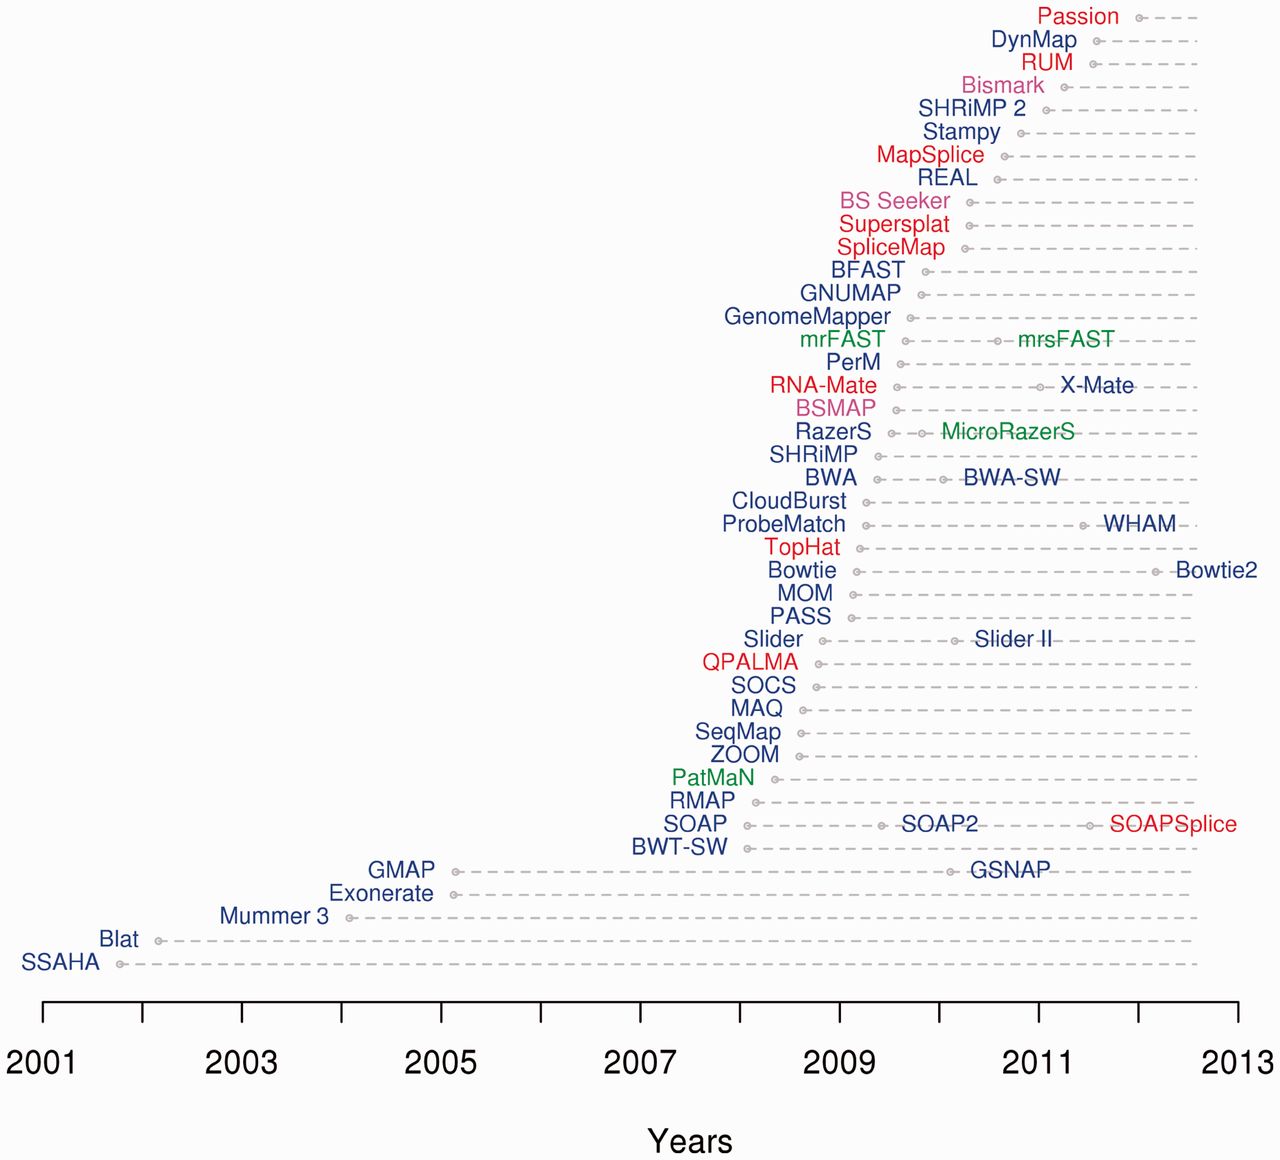 Passion
DynMap
RUM
Bismark
SHRiMP 2
Stampy
MapSplice
REAL
BS Seeker
Supersplat
SpliceMap
BFAST
GNUMAP
GenomeMapper
mrFAST mrsFAST
PerM
RNA-Mate X-Mate
BSMAP
RazerS MicroRazerS
SHRiMP
BWA BWA-SW
CloudBurst
ProbeMatch WHAM
TopHat
Bowtie Bowtie2
MOM
PASS
Slider Slider II
QPALMA
SOCS
MAQ
SeqMap
ZOOM
PatMaN
RMAP
SOAP SOAP2 SOAPSplice
BWT-SW
GMAP GSNAP
Exonerate
Mummer 3
Blat
SSAHA
2001 2003 2005 2007 2009 2011 2013
Years